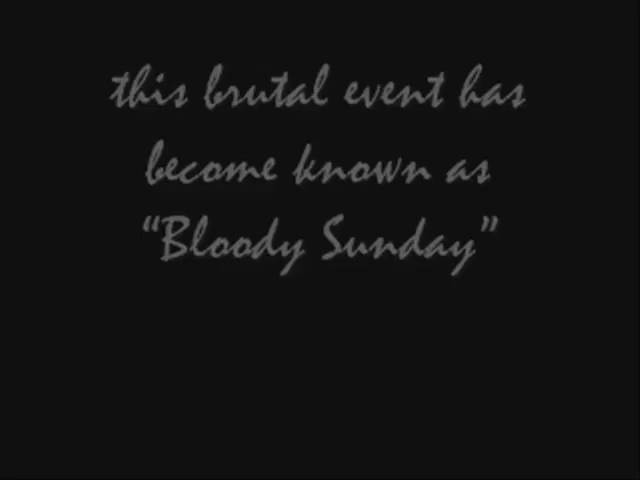 this brutal event has
become known as
“Bloody Sunday”